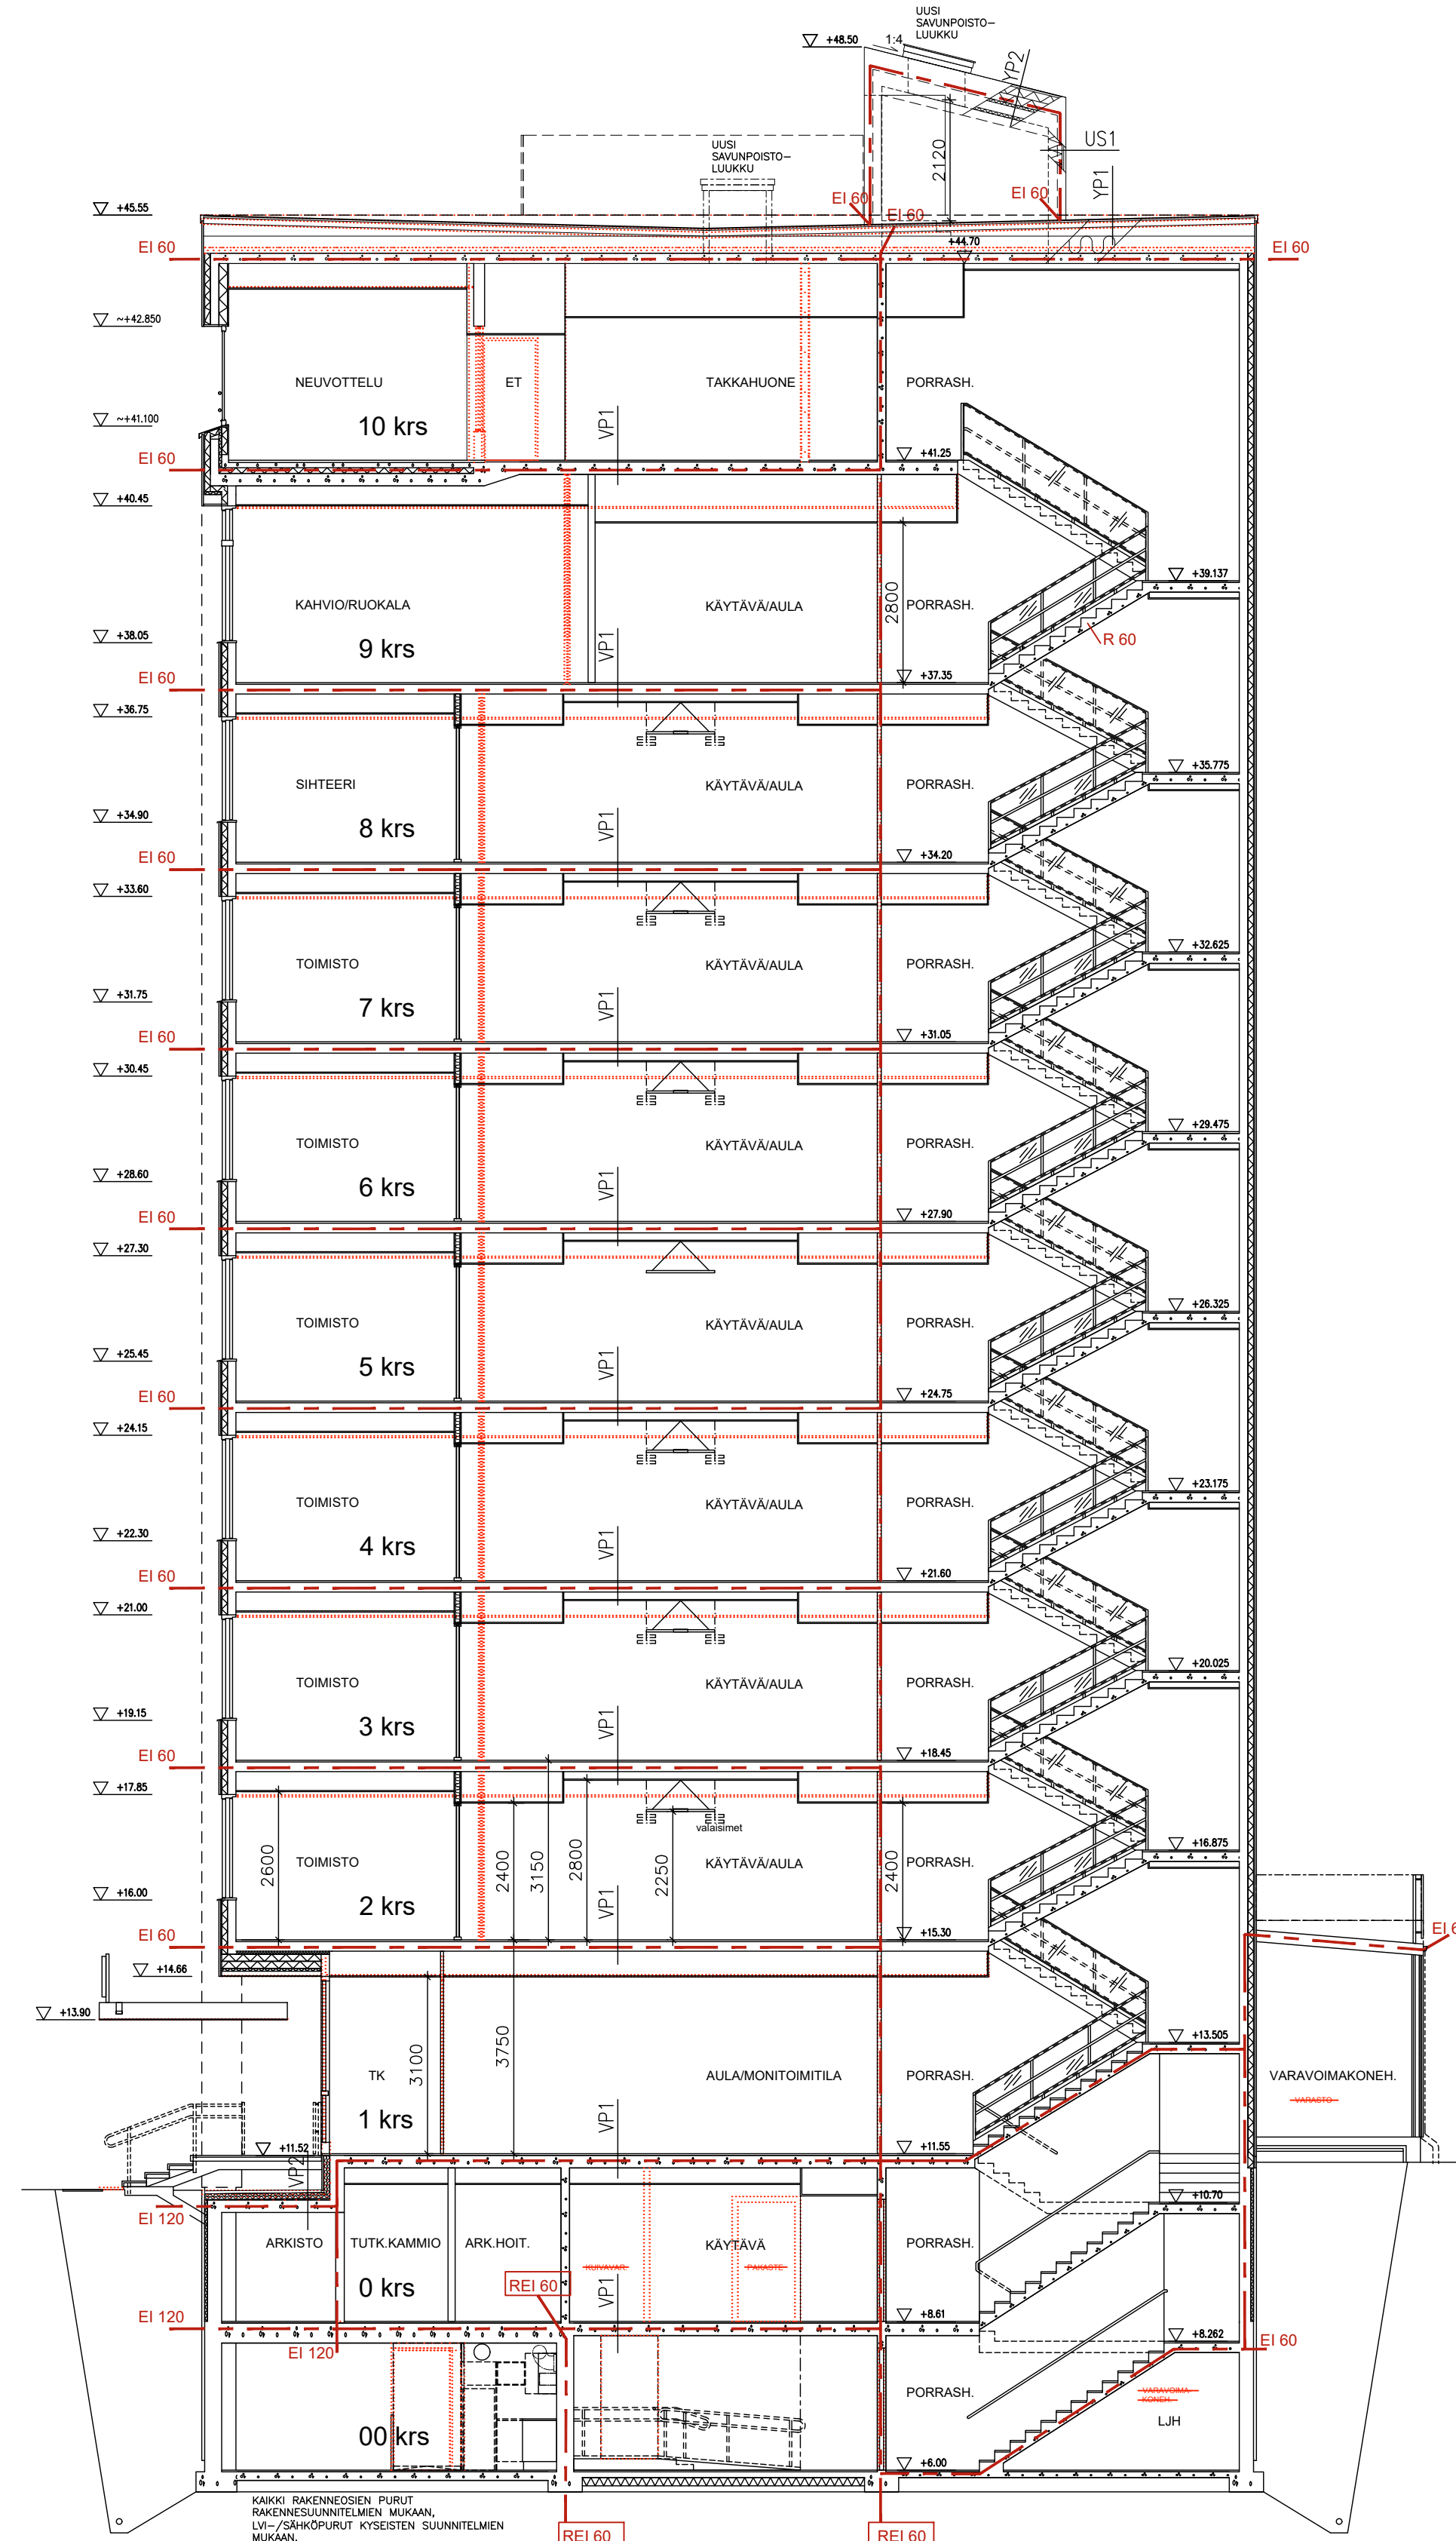 UUSI
SAVUNPOISTO-
LUUKKU
+48.50
1:4
YP2
UUSI
SAVUNPOISTO-
LUUKKU
2120
US1
YP1
EI 60
EI 60
EI 60
+45.55
+44.70
EI 60
EI 60
~+42.850
NEUVOTTELU
ET
TAKKAHUONE
PORRASH.
~+41.100
10 krs
VP1
+41.25
EI 60
+40.45
+39.137
2800
KAHVIO/RUOKALA
KÄYTÄVÄ/AULA
PORRASH.
R 60
+38.05
9 krs
VP1
+37.35
EI 60
+36.75
+35.775
SIHTEERI
KÄYTÄVÄ/AULA
PORRASH.
+34.90
8 krs
VP1
+34.20
EI 60
+33.60
+32.625
TOIMISTO
KÄYTÄVÄ/AULA
PORRASH.
+31.75
7 krs
VP1
+31.05
EI 60
+30.45
+29.475
TOIMISTO
KÄYTÄVÄ/AULA
PORRASH.
+28.60
6 krs
VP1
+27.90
EI 60
+27.30
+26.325
TOIMISTO
KÄYTÄVÄ/AULA
PORRASH.
+25.45
5 krs
VP1
+24.75
EI 60
+24.15
+23.175
TOIMISTO
KÄYTÄVÄ/AULA
PORRASH.
+22.30
4 krs
VP1
+21.60
EI 60
+21.00
+20.025
TOIMISTO
KÄYTÄVÄ/AULA
PORRASH.
+19.15
3 krs
VP1
+18.45
EI 60
+17.85
valaisimet
+16.875
2600
2400
3150
2800
2250
2400
TOIMISTO
KÄYTÄVÄ/AULA
PORRASH.
+16.00
2 krs
VP1
+15.30
EI 60
+14.66
+13.90
+13.505
3100
3750
TK
AULA/MONITOIMITILA
PORRASH.
VARAVOIMAKONEH.
VARASTO
1 krs
VP1
+11.52
+11.55
VP2
+10.70
EI 120
ARKISTO
TUTK.KAMMIO
ARK.HOIT.
KÄYTÄVÄ
PORRASH.
KUIVAVAR.
PAKASTE
0 krs
REI 60
VP1
EI 120
+8.61
+8.262
EI 60
EI 120
PORRASH.
VARAVOIMA-
KONEH.
LJH
00 krs
+6.00
KAIKKI RAKENNEOSIEN PURUT
RAKENNESUUNNITELMIEN MUKAAN,
LVI-/SÄHKÖPURUT KYSEISTEN SUUNNITELMIEN
MUKAAN.
REI 60
REI 60